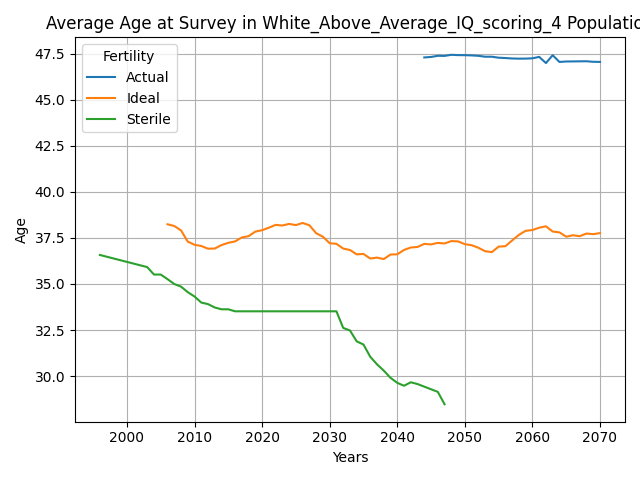 Average Age at Survey in White_Above_Average_IQ_scoring_4 Populatio
Fertility
Actual
Ideal
Sterile
Age
47.5
45.0
42.5
40.0
37.5
35.0
32.5
30.0
2000 2010 2020 2030 2040 2050 2060 2070
Years